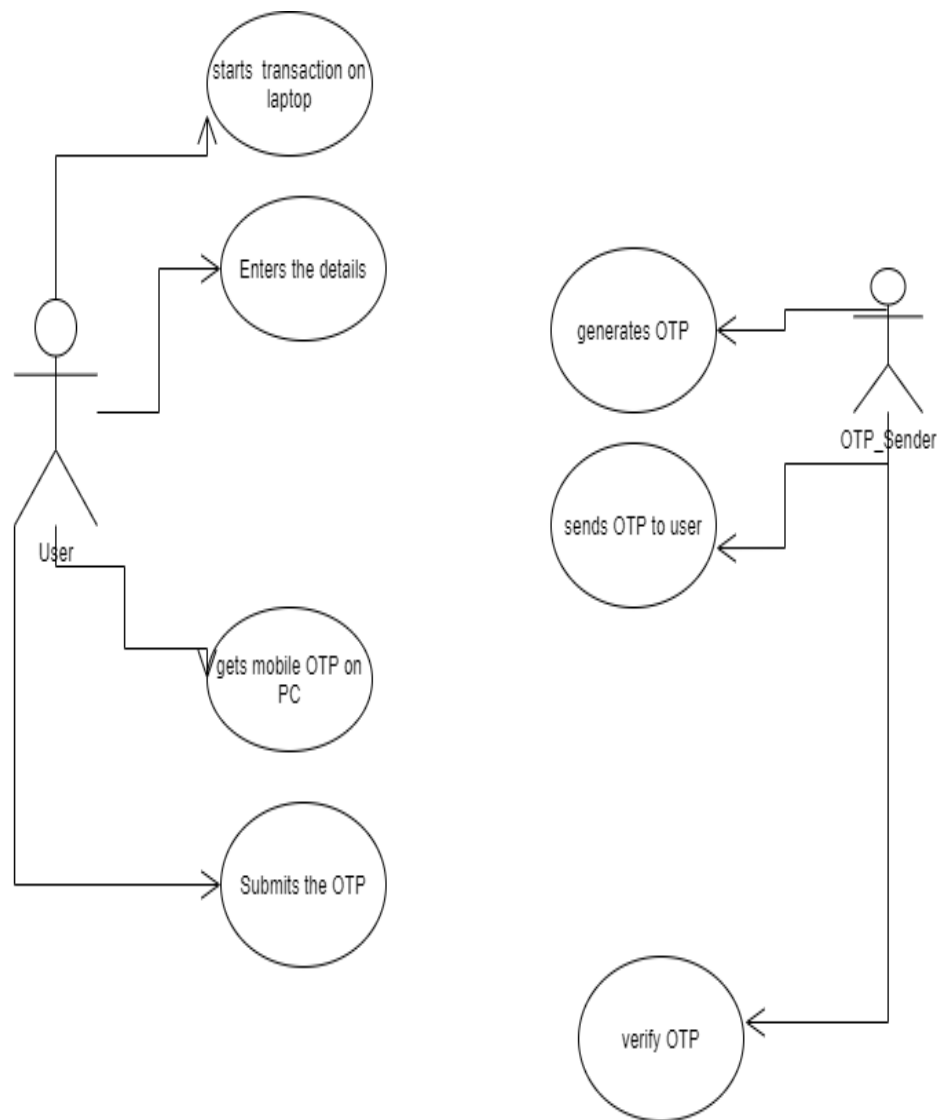 starts transaction on
laptop
Enters the details
generates OTP
OTP_Sender
sends OTP to user
User
gets mobile OTP on
PC
Submits the OTP
verify OTP